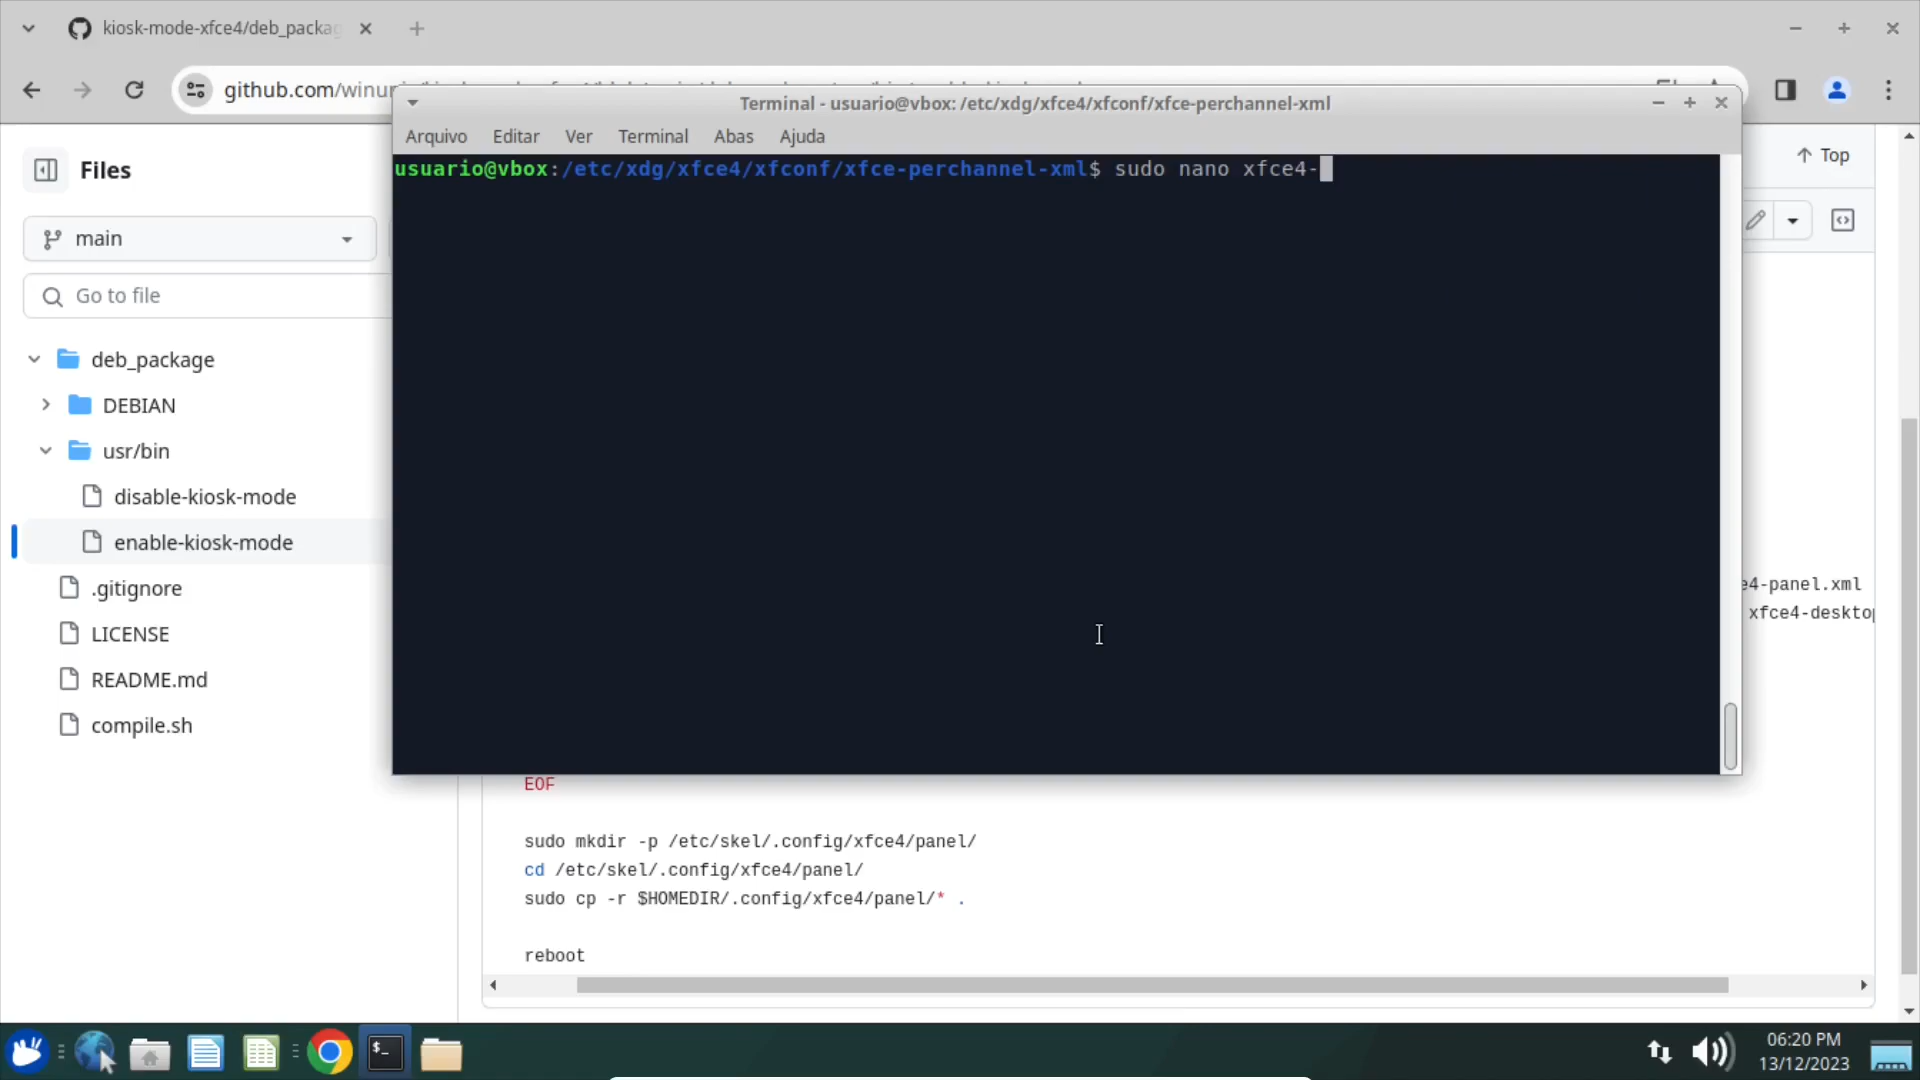 kiosk-mode-xfce4/deb_packag
github.com/winur
Terminal - usuario@vbox: /etc/xdg/xfce4/xfconf/xfce-perchannel-xml
Arquivo Editar Ver Terminal Abas Ajuda
usuario@vbox:/etc/xdg/xfce4/xfconf/xfce-perchannel-xml$ sudo nano xfce4-
Files
Top
main
Go to file
deb_package
DEBIAN
usr/bin
disable-kiosk-mode
enable-kiosk-mode
.gitignore
LICENSE
README.md
compile.sh
e4-panel.xml
xfce4-desktop
EOF
sudo mkdir -p /etc/skel/.config/xfce4/panel/
cd /etc/skel/.config/xfce4/panel/
sudo cp -r $HOMEDIR/.config/xfce4/panel/* .
reboot
06:20 PM
13/12/2023